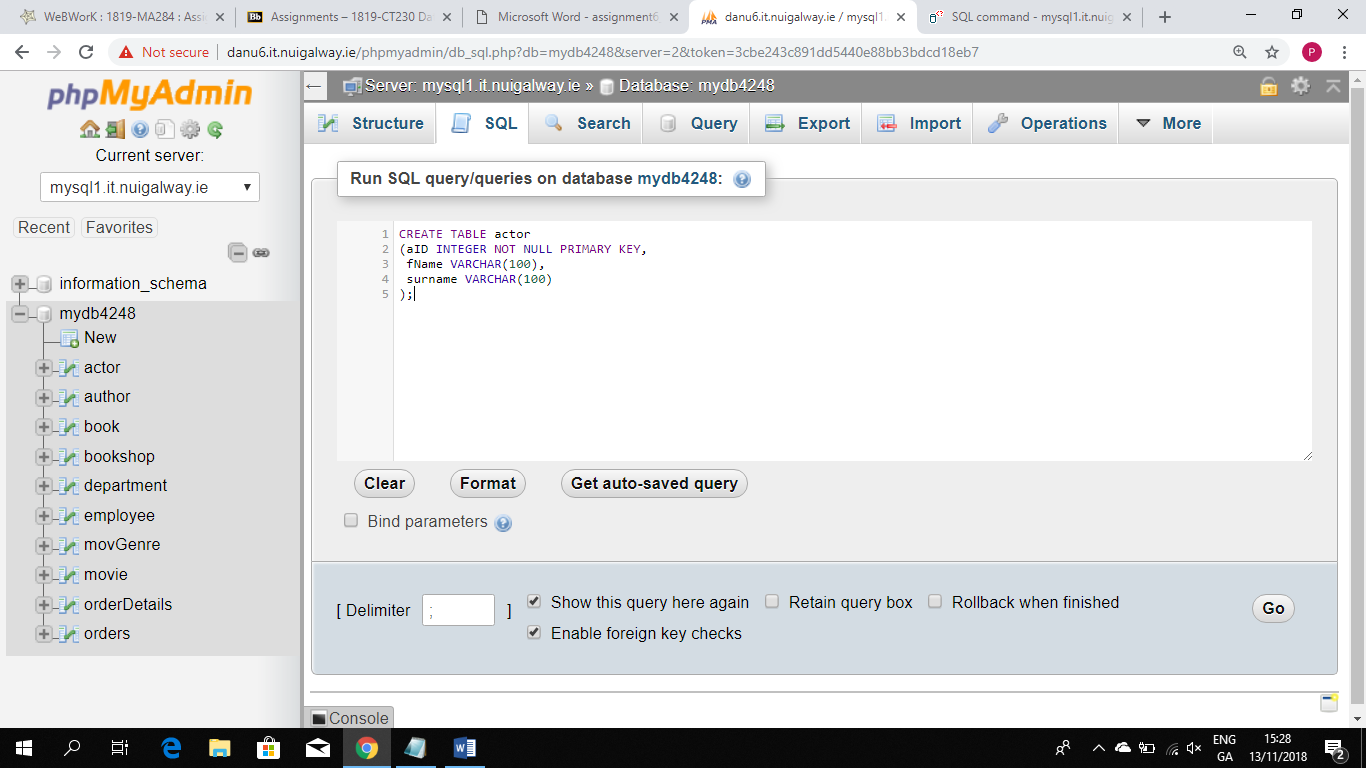 WeBWorK : 1819-MA284 : Assi
Assignments – 1819-CT230 Da
Microsoft Word - assignment6
danu6.it.nuigalway.ie / mysql1.
SQL command - mysql1.it.nuig
Not secure
danu6.it.nuigalway.ie/phpmyadmin/db_sql.php?db=mydb4248&server=2&token=3cbe243c891dd5440e88bb3bdcd18eb7
P
phpMyAdmin
Current server:
mysql1.it.nuigalway.ie
Recent
Favorites
information_schema
mydb4248
New
actor
author
book
bookshop
department
employee
movGenre
movie
orderDetails
orders
Server: mysql1.it.nuigalway.ie » Database: mydb4248
Structure SQL Search Query Export Import Operations More
Run SQL query/queries on database mydb4248:
1 CREATE TABLE actor
2 (aID INTEGER NOT NULL PRIMARY KEY,
3 fName VARCHAR(100),
4 surname VARCHAR(100)
5 );
Clear Format Get auto-saved query
Bind parameters
[ Delimiter ; ] Show this query here again Retain query box Rollback when finished
Enable foreign key checks
Go
Console
ENG
GA
15:28
13/11/2018
2